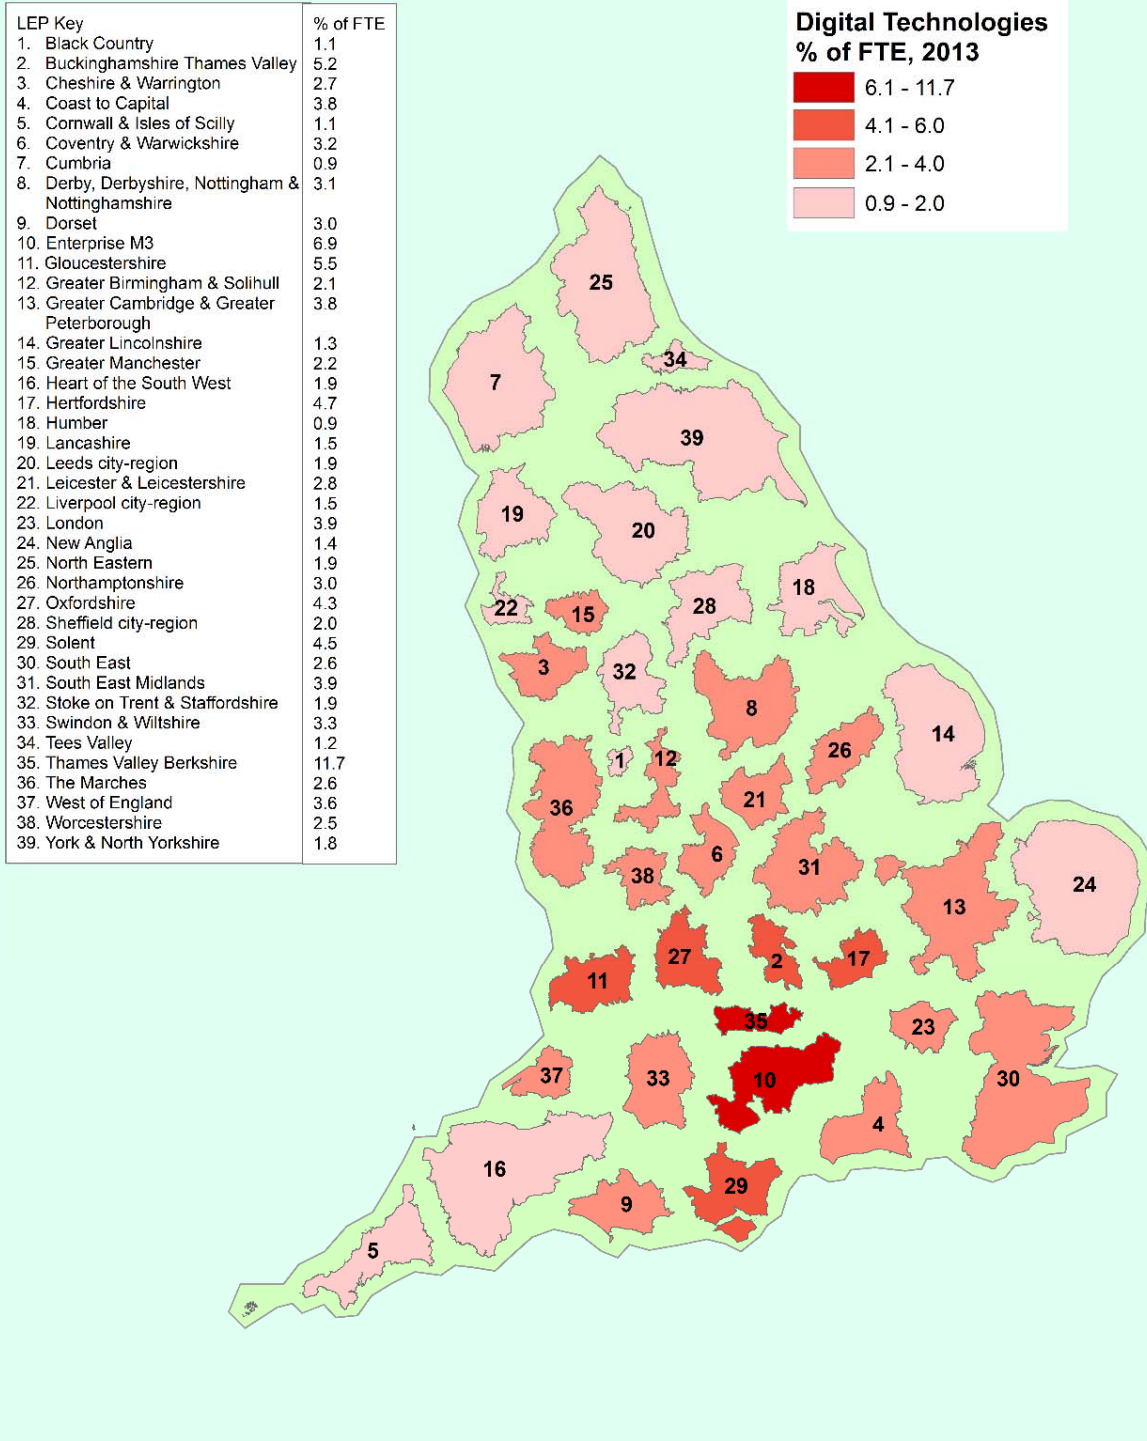 LEP Key % of FTE
1. Black Country 1.1
2. Buckinghamshire Thames Valley 5.2
3. Cheshire & Warrington 2.7
4. Coast to Capital 3.8
5. Cornwall & Isles of Scilly 1.1
6. Coventry & Warwickshire 3.2
7. Cumbria 0.9
8. Derby, Derbyshire, Nottingham & 3.1
Nottinghamshire
9. Dorset 3.0
10. Enterprise M3 6.9
11. Gloucestershire 5.5
12. Greater Birmingham & Solihull 2.1
13. Greater Cambridge & Greater 3.8
Peterborough
14. Greater Lincolnshire 1.3
15. Greater Manchester 2.2
16. Heart of the South West 1.9
17. Hertfordshire 4.7
18. Humber 0.9
19. Lancashire 1.5
20. Leeds city-region 1.9
21. Leicester & Leicestershire 2.8
22. Liverpool city-region 1.5
23. London 3.9
24. New Anglia 1.4
25. North Eastern 1.9
26. Northamptonshire 3.0
27. Oxfordshire 4.3
28. Sheffield city-region 2.0
29. Solent 4.5
30. South East 2.6
31. South East Midlands 3.9
32. Stoke on Trent & Staffordshire 1.9
33. Swindon & Wiltshire 3.3
34. Tees Valley 1.2
35. Thames Valley Berkshire 11.7
36. The Marches 2.6
37. West of England 3.6
38. Worcestershire 2.5
39. York & North Yorkshire 1.8
Digital Technologies
% of FTE, 2013
6.1 - 11.7
4.1 - 6.0
2.1 - 4.0
0.9 - 2.0
25
34
7
39
19
20
18
28
22
15
3
32
8
14
26
1
12
21
36
6
31
38
24
13
27
2
17
11
35
23
37
33
10
30
4
16
29
9
5